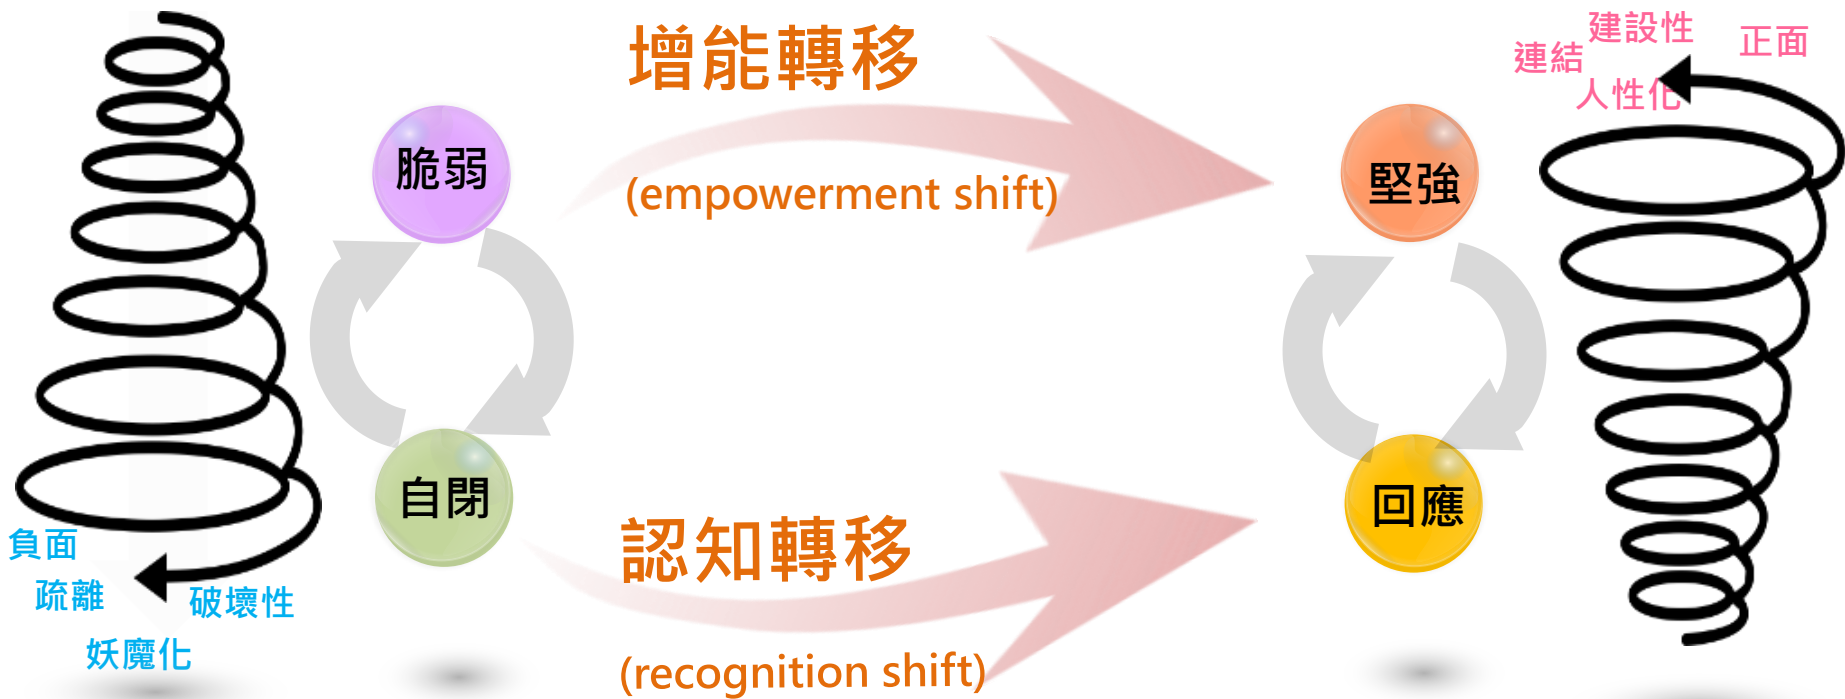 增能轉移
(empowerment shift)
脆弱
自閉
負面
疏離
破壞性
妖魔化
認知轉移
(recognition shift)
堅強
回應
建設性
正面
連結
人性化